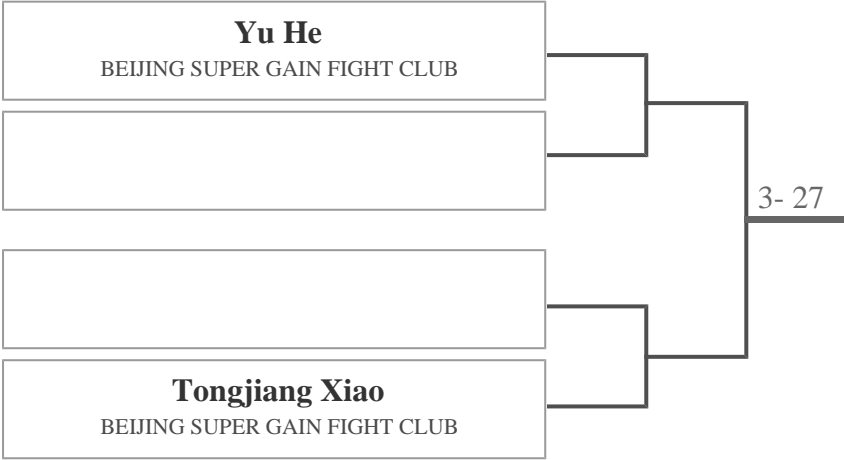 Yu He
BEIJING SUPER GAIN FIGHT CLUB
3- 27
Tongjiang Xiao
BEIJING SUPER GAIN FIGHT CLUB